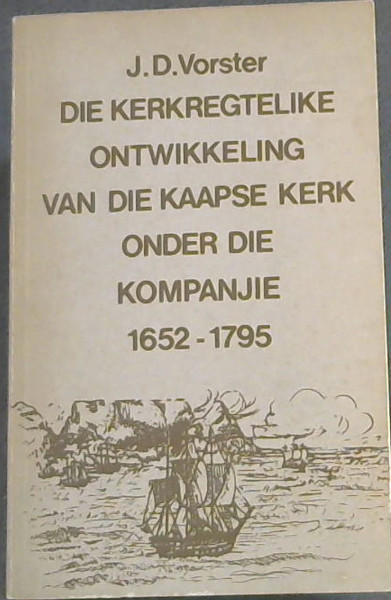 J.D.Vorster
DIE KERKREGTELIKE
ONTWIKKELING
VAN DIE KAAPSE KERK
ONDER DIE
KOMPANJIE
1652-1795